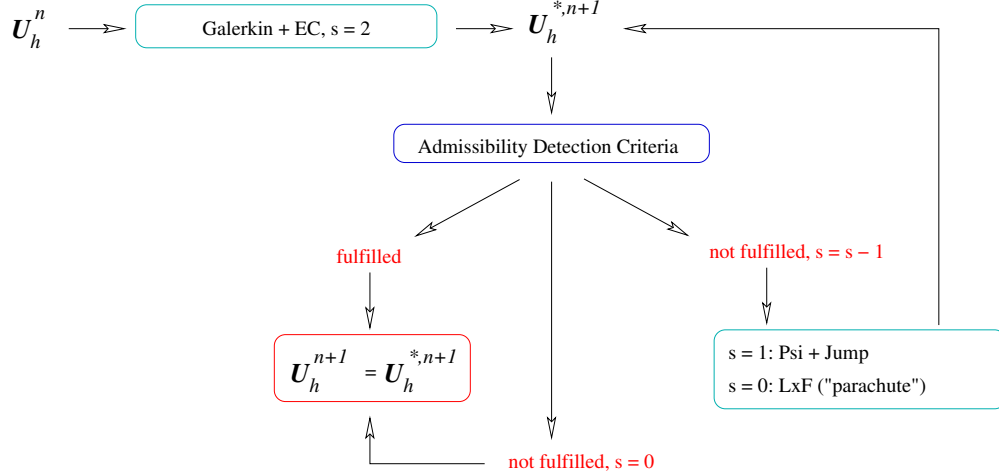 U_h^n
Galerkin + EC, s = 2
U_h^{*,n+1}
Admissibility Detection Criteria
fulfilled
not fulfilled, s = s − 1
U_h^{n+1} = U_h^{*,n+1}
s = 1: Psi + Jump
s = 0: LxF ("parachute")
not fulfilled, s = 0